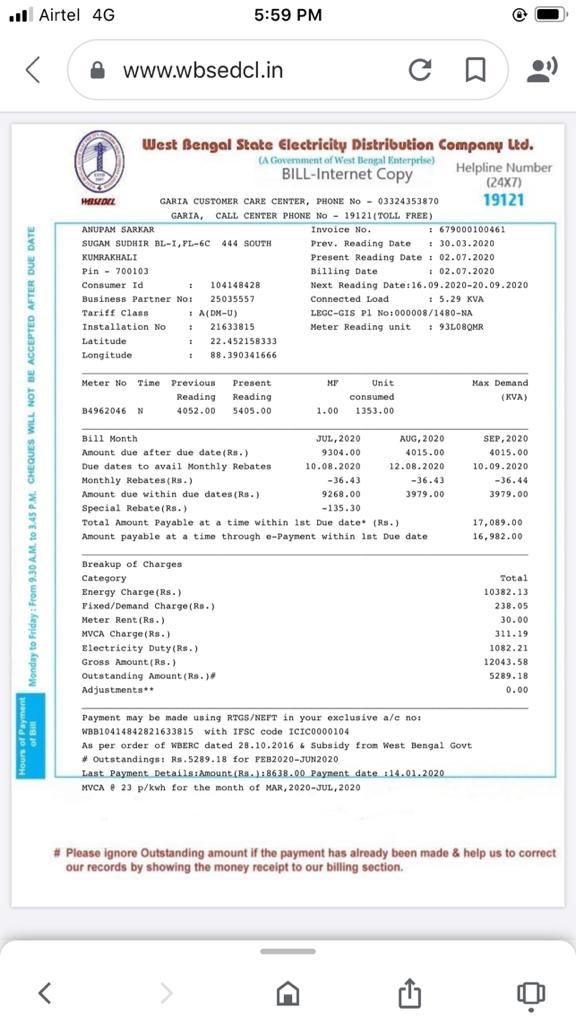 Airtel 4G 5:59 PM
www.wbsedcl.in
West Bengal State Electricity Distribution Company Ltd.
(A Government of West Bengal Enterprise)
BILL-Internet Copy
Helpline Number
(24X7)
19121
WBSEDCL
GARIA CUSTOMER CARE CENTER, PHONE No - 03324353870
GARIA, CALL CENTER PHONE No - 19121(TOLL FREE)
ANUPAM SARKAR Invoice No. : 679000100461
SUGAM SUDHIR BL-I,FL-6C 444 SOUTH Prev. Reading Date : 30.03.2020
KUMRAKHALI Present Reading Date : 02.07.2020
Pin - 700103 Billing Date : 02.07.2020
Consumer Id : 104148428 Next Reading Date:16.09.2020-20.09.2020
Business Partner No: 25035557 Connected Load : 5.29 KVA
Tariff Class : A(DM-U) LEGC-GIS Pl No:000008/1480-NA
Installation No : 21633815 Meter Reading unit : 93L08QMR
Latitude : 22.452158333
Longitude : 88.390341666
Meter No Time Previous Present MF Unit Max Demand
Reading Reading consumed (KVA)
B4962046 N 4052.00 5405.00 1.00 1353.00
Bill Month JUL,2020 AUG,2020 SEP,2020
Amount due after due date(Rs.) 9304.00 4015.00 4015.00
Due dates to avail Monthly Rebates 10.08.2020 12.08.2020 10.09.2020
Monthly Rebates(Rs.) -36.43 -36.43 -36.44
Amount due within due dates(Rs.) 9268.00 3979.00 3979.00
Special Rebate(Rs.) -135.30
Total Amount Payable at a time within 1st Due date* (Rs.) 17,089.00
Amount payable at a time through e-Payment within 1st Due date 16,982.00
Breakup of Charges
Category Total
Energy Charge(Rs.) 10382.13
Fixed/Demand Charge(Rs.) 238.05
Meter Rent(Rs.) 30.00
MVCA Charge(Rs.) 311.19
Electricity Duty(Rs.) 1082.21
Gross Amount(Rs.) 12043.58
Outstanding Amount(Rs.)# 5289.18
Adjustments** 0.00
Payment may be made using RTGS/NEFT in your exclusive a/c no:
WBB10414842821633815 with IFSC code ICIC0000104
As per order of WBERC dated 28.10.2016 & Subsidy from West Bengal Govt
# Outstandings: Rs.5289.18 for FEB2020-JUN2020
Last Payment Details:Amount(Rs.):8638.00 Payment date :14.01.2020
MVCA @ 23 p/kwh for the month of MAR,2020-JUL,2020
Hours of Payment
of Bill
Monday to Friday : From 9.30 A.M. to 3.45 P.M. CHEQUES WILL NOT BE ACCEPTED AFTER DUE DATE
# Please ignore Outstanding amount if the payment has already been made & help us to correct
our records by showing the money receipt to our billing section.